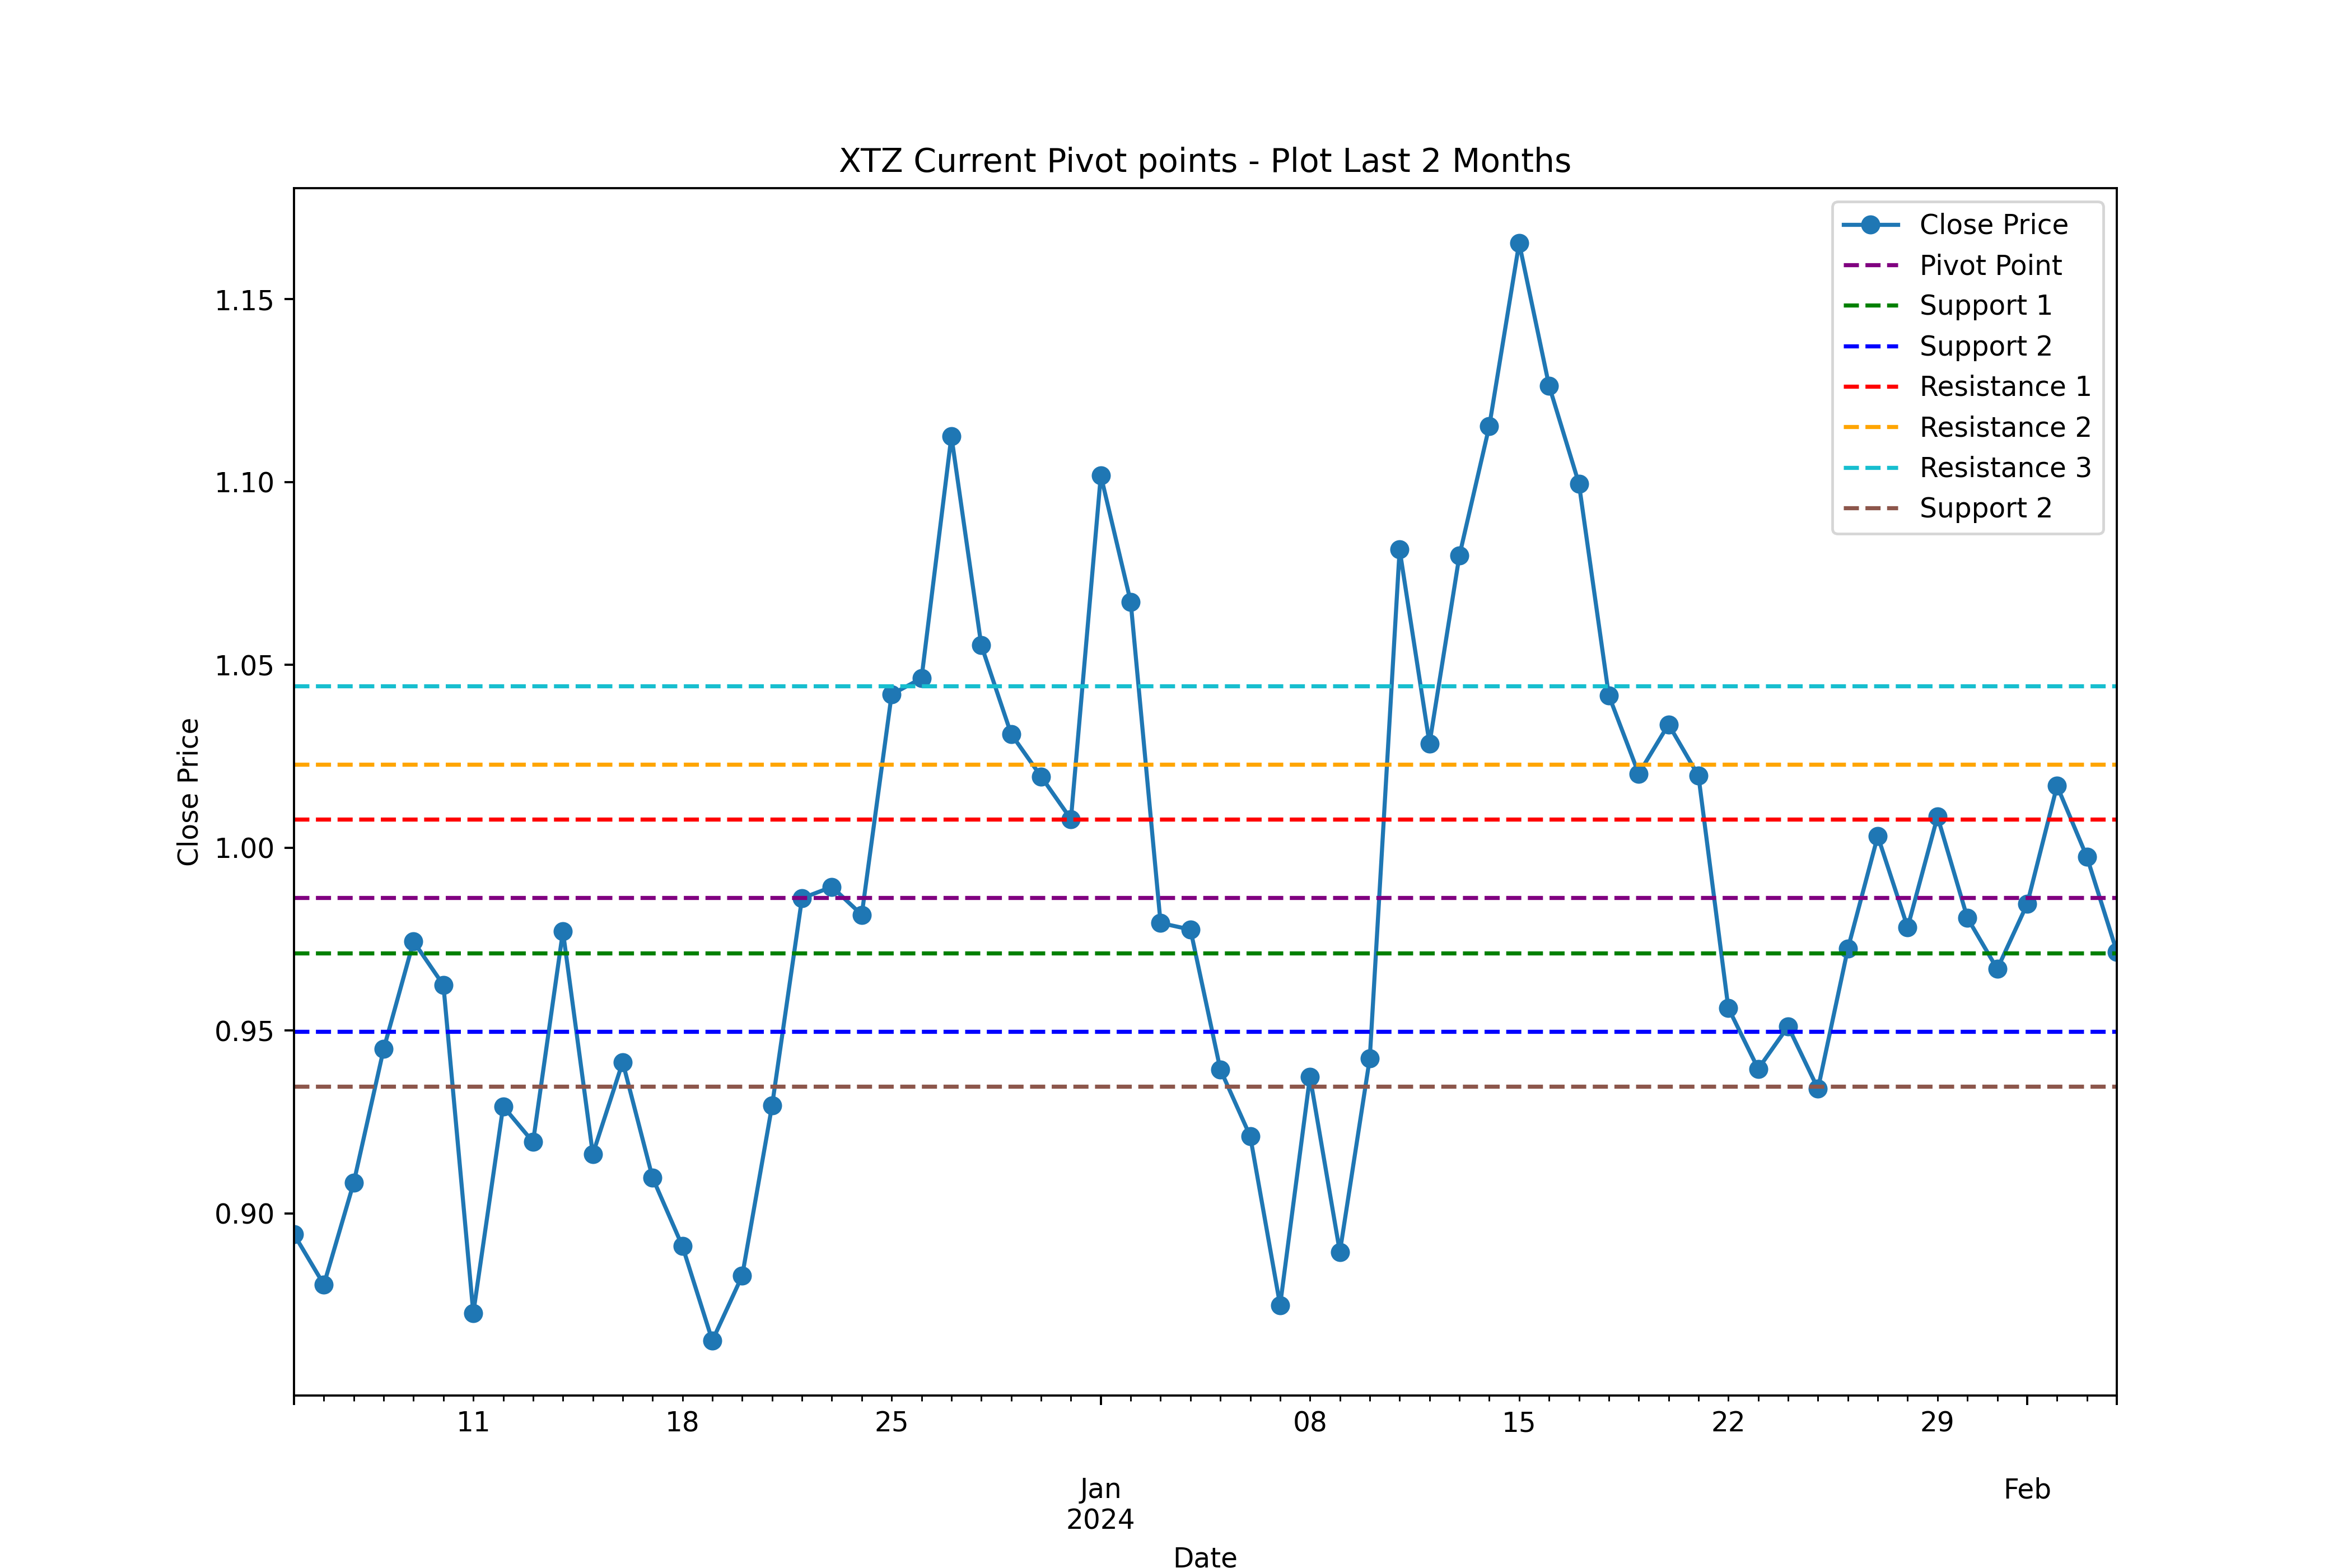 XTZ Current Pivot points - Plot Last 2 Months
Close Price
Pivot Point
Support 1
Support 2
Resistance 1
Resistance 2
Resistance 3
Support 2
1.15
1.10
1.05
1.00
0.95
0.90
Close Price
11 18 25 08 15 22 29
Jan Feb
2024
Date